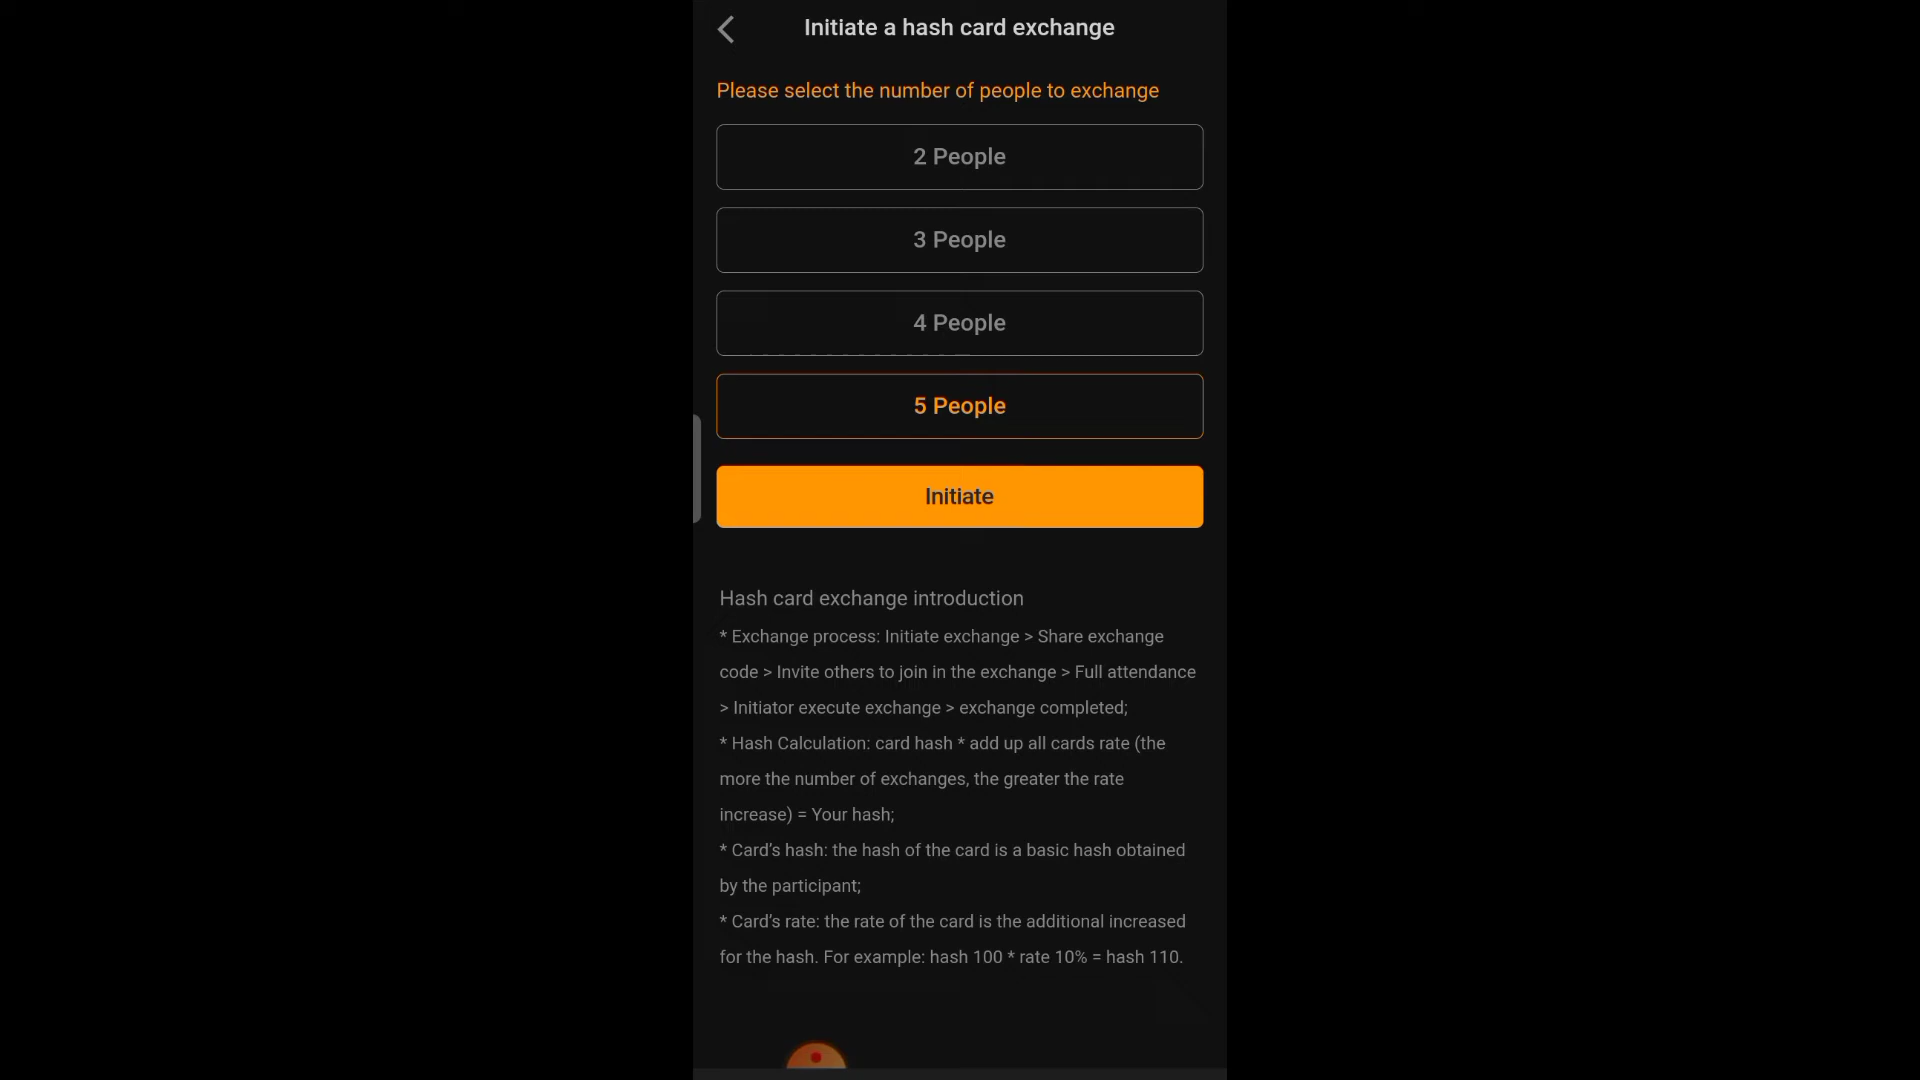 Initiate a hash card exchange
Please select the number of people to exchange
2 People
3 People
4 People
5 People
Initiate
Hash card exchange introduction
* Exchange process: Initiate exchange > Share exchange
code > Invite others to join in the exchange > Full attendance
> Initiator execute exchange > exchange completed;
* Hash Calculation: card hash * add up all cards rate (the
more the number of exchanges, the greater the rate
increase) = Your hash;
* Card’s hash: the hash of the card is a basic hash obtained
by the participant;
* Card’s rate: the rate of the card is the additional increased
for the hash. For example: hash 100 * rate 10% = hash 110.